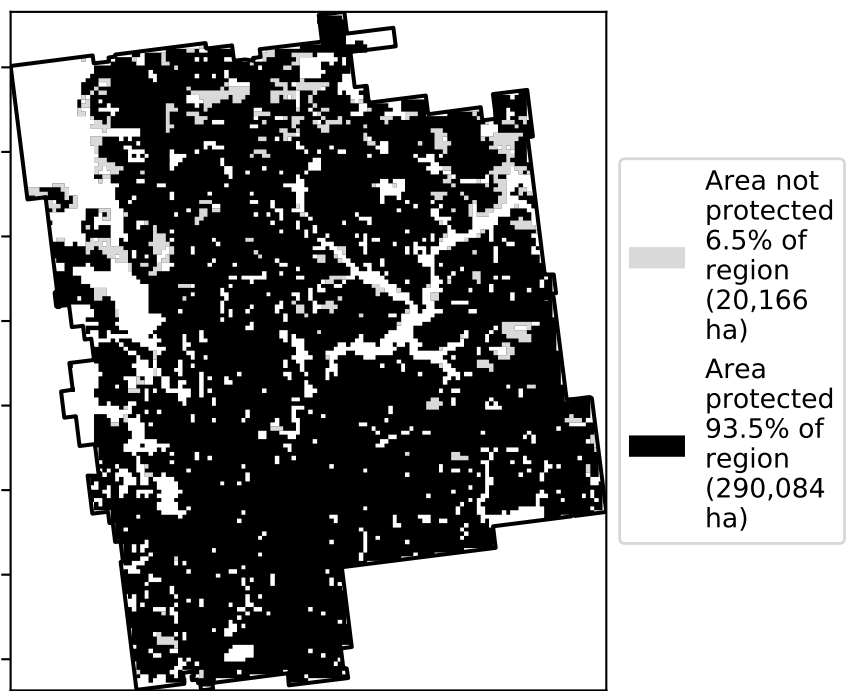 Area not
protected
6.5% of
region
(20,166
ha)
Area
protected
93.5% of
region
(290,084
ha)